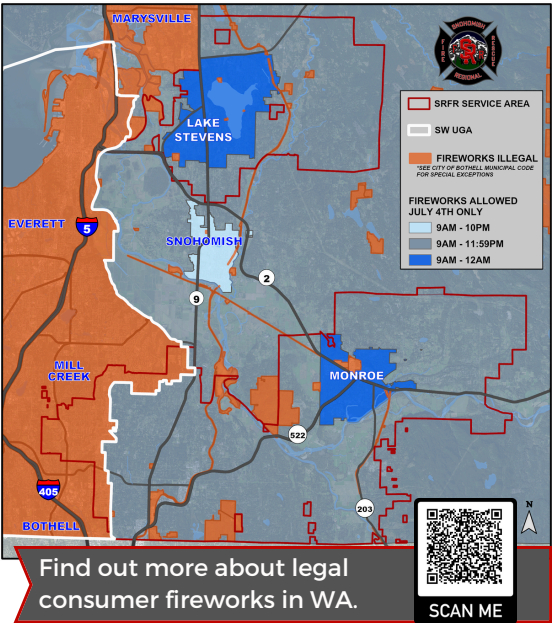 MARYSVILLE
SNOHOMISH
FIRE
RESCUE
REGIONAL
LAKE
STEVENS
SRFR SERVICE AREA
SW UGA
FIREWORKS ILLEGAL
*SEE CITY OF BOTHELL MUNICIPAL CODE
FOR SPECIAL EXCEPTIONS
FIREWORKS ALLOWED
JULY 4TH ONLY
9AM - 10PM
9AM - 11:59PM
9AM - 12AM
EVERETT
5
SNOHOMISH
2
9
MILL
CREEK
MONROE
522
405
203
N
BOTHELL
Find out more about legal
consumer fireworks in WA.
SCAN ME